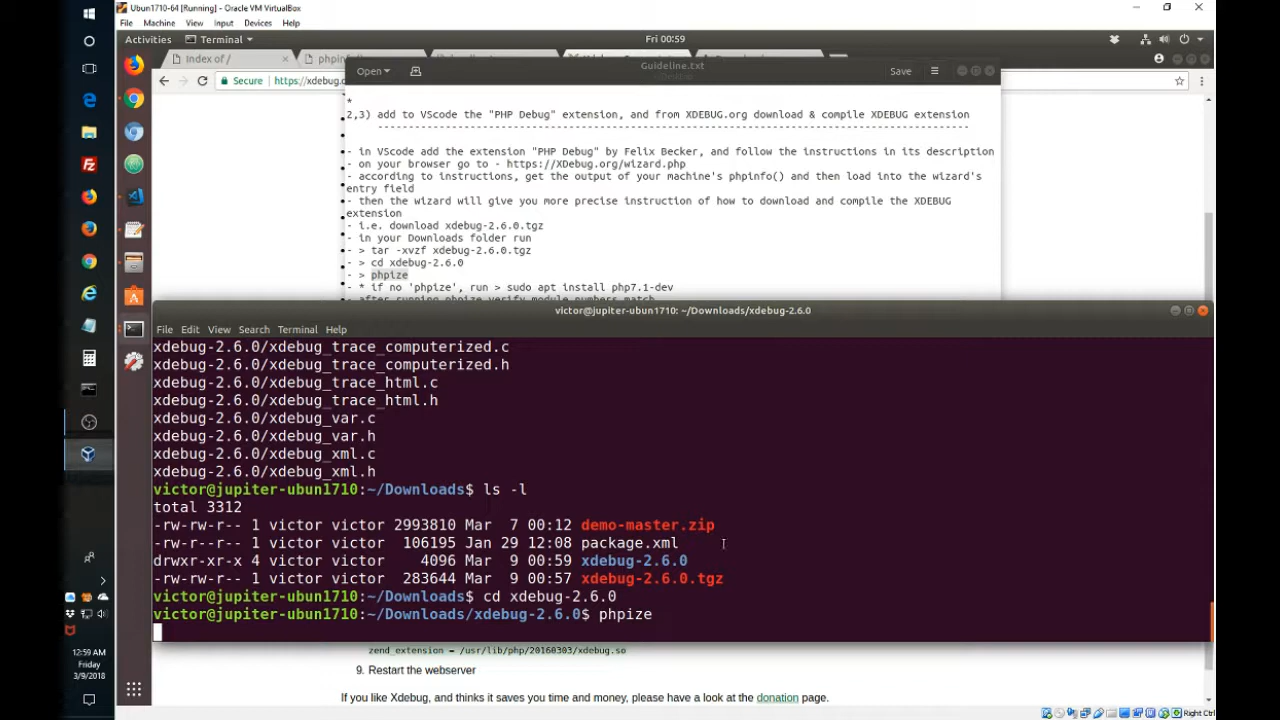 Ubun1710-64 [Running] - Oracle VM VirtualBox
File Machine View Input Devices Help
Activities Terminal Fri 00:59
Index of /
phpinfo
Secure https://xdebug.o
Open
Guideline.txt
~/Desktop
Save
*
2,3) add to VScode the "PHP Debug" extension, and from XDEBUG.org download & compile XDEBUG extension
- in VScode add the extension "PHP Debug" by Felix Becker, and follow the instructions in its description
- on your browser go to - https://XDebug.org/wizard.php
- according to instructions, get the output of your machine's phpinfo() and then load into the wizard's
entry field
- then the wizard will give you more precise instruction of how to download and compile the XDEBUG
extension
- i.e. download xdebug-2.6.0.tgz
- in your Downloads folder run
- > tar -xvzf xdebug-2.6.0.tgz
- > cd xdebug-2.6.0
- > phpize
- * if no 'phpize', run > sudo apt install php7.1-dev
- after running phpize verify module numbers match
victor@jupiter-ubun1710: ~/Downloads/xdebug-2.6.0
File Edit View Search Terminal Help
xdebug-2.6.0/xdebug_trace_computerized.c
xdebug-2.6.0/xdebug_trace_computerized.h
xdebug-2.6.0/xdebug_trace_html.c
xdebug-2.6.0/xdebug_trace_html.h
xdebug-2.6.0/xdebug_var.c
xdebug-2.6.0/xdebug_var.h
xdebug-2.6.0/xdebug_xml.c
xdebug-2.6.0/xdebug_xml.h
victor@jupiter-ubun1710:~/Downloads$ ls -l
total 3312
-rw-rw-r-- 1 victor victor 2993810 Mar 7 00:12 demo-master.zip
-rw-rw-r-- 1 victor victor 106195 Jan 29 12:08 package.xml
drwxr-xr-x 4 victor victor 4096 Mar 9 00:59 xdebug-2.6.0
-rw-rw-r-- 1 victor victor 283644 Mar 9 00:57 xdebug-2.6.0.tgz
victor@jupiter-ubun1710:~/Downloads$ cd xdebug-2.6.0
victor@jupiter-ubun1710:~/Downloads/xdebug-2.6.0$ phpize
zend_extension = /usr/lib/php/20160303/xdebug.so
9. Restart the webserver
If you like Xdebug, and thinks it saves you time and money, please have a look at the donation page.
12:59 AM
Friday
3/9/2018
Right Ctrl